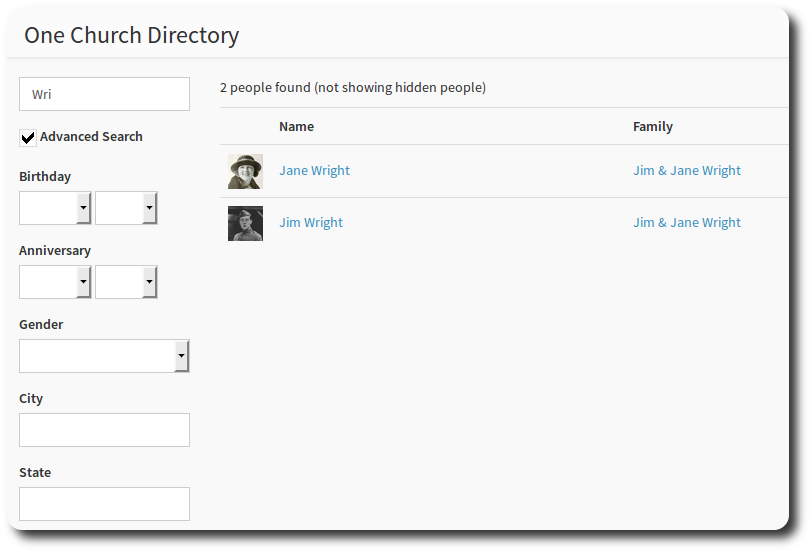 One Church Directory
Wri
2 people found (not showing hidden people)
Advanced Search
Name Family
Birthday
Jane Wright Jim & Jane Wright
Jim Wright Jim & Jane Wright
Anniversary
Gender
City
State